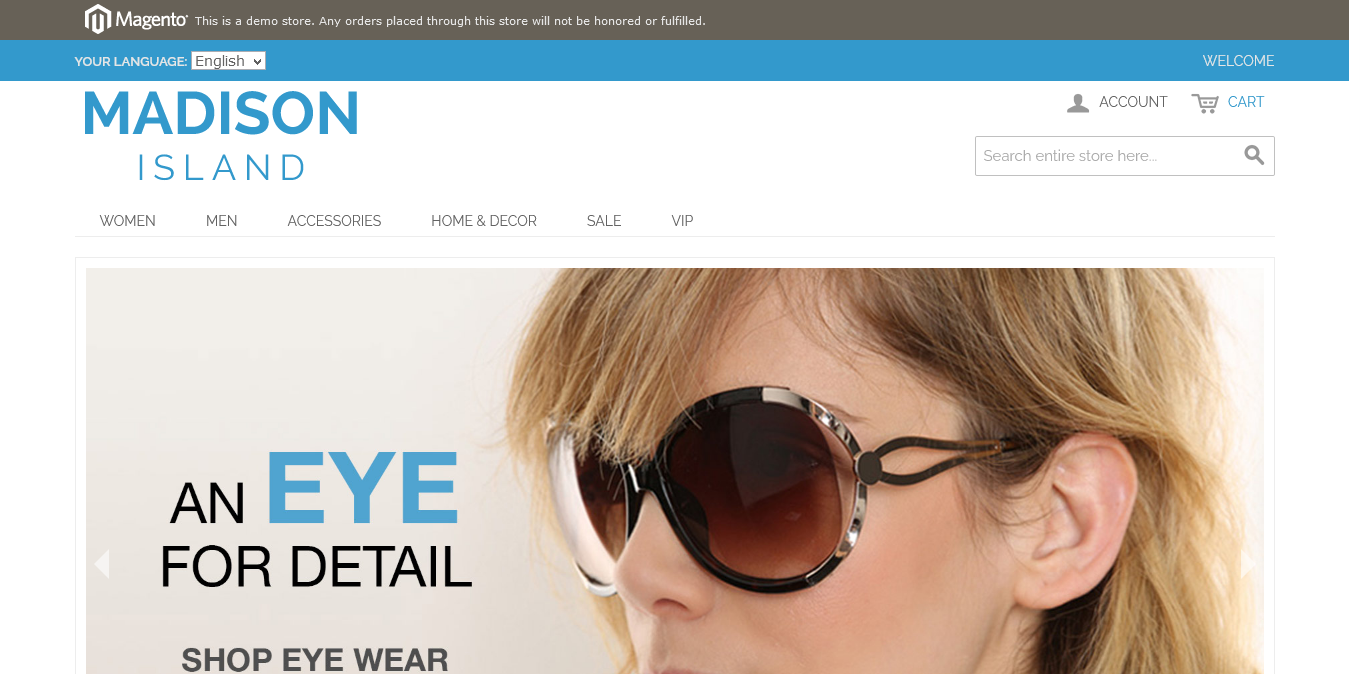 Magento This is a demo store. Any orders placed through this store will not be honored or fulfilled.
YOUR LANGUAGE: English WELCOME
MADISON
ISLAND
ACCOUNT CART
Search entire store here...
WOMEN MEN ACCESSORIES HOME & DECOR SALE VIP
AN EYE
FOR DETAIL
SHOP EYE WEAR